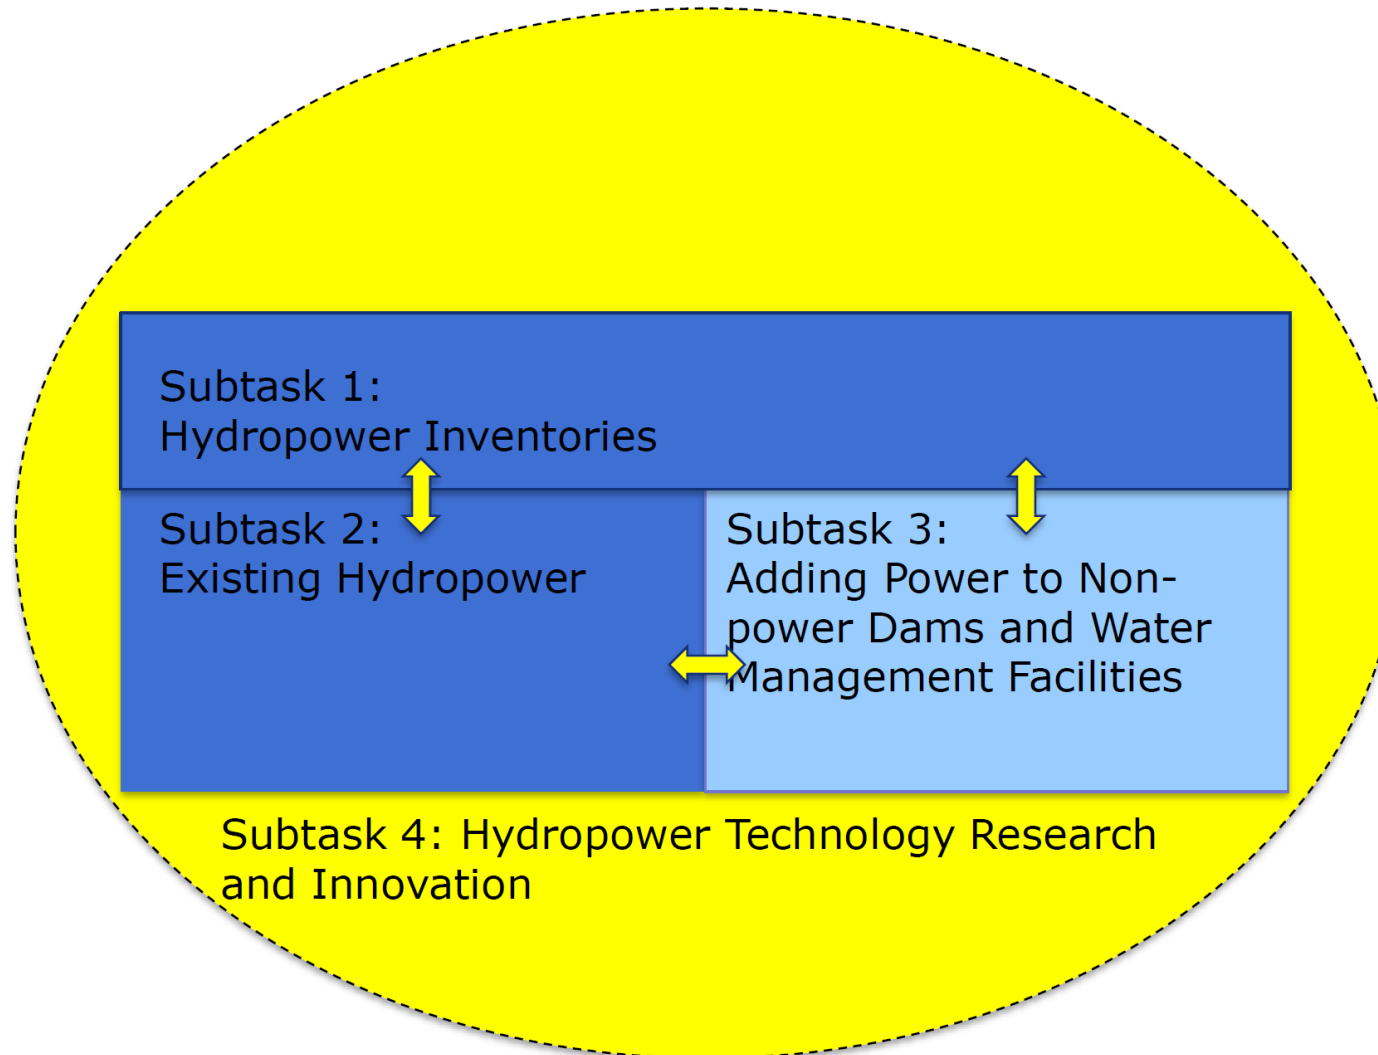 Subtask 1:
Hydropower Inventories
Subtask 2:
Existing Hydropower
Subtask 3:
Adding Power to Non-
power Dams and Water
Management Facilities
Subtask 4: Hydropower Technology Research
and Innovation